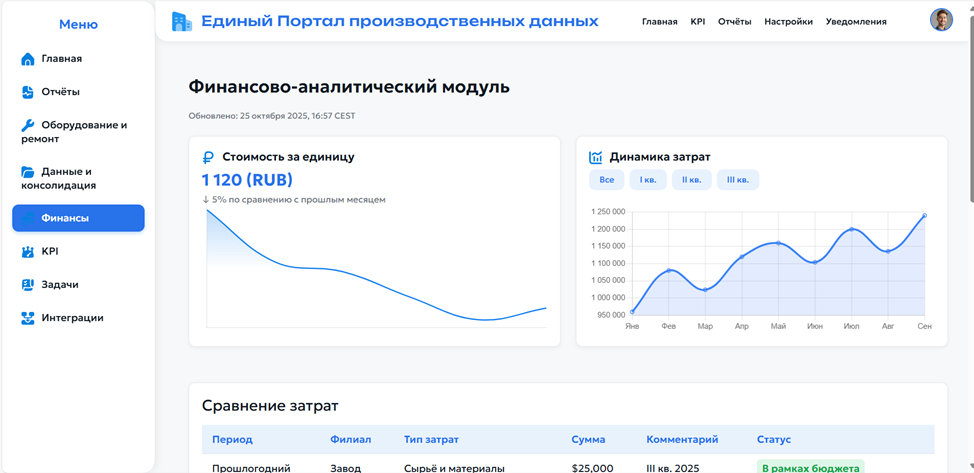 Меню
Главная
Отчёты
Оборудование и
ремонт
Данные и
консолидация
Финансы
KPI
Задачи
Интеграции
Единый Портал производственных данных
Главная KPI Отчёты Настройки Уведомления
Финансово-аналитический модуль
Обновлено: 25 октября 2025, 16:57 CEST
Стоимость за единицу
1 120 (RUB)
↓ 5% по сравнению с прошлым месяцем
Динамика затрат
Все I кв. II кв. III кв.
1 250 000
1 200 000
1 150 000
1 100 000
1 050 000
1 000 000
950 000
Янв Фев Мар Апр Май Июн Июл Авг Сен
Сравнение затрат
Период Филиал Тип затрат Сумма Комментарий Статус
Прошлогодний Завод Сырьё и материалы $25,000 III кв. 2025 В рамках бюджета